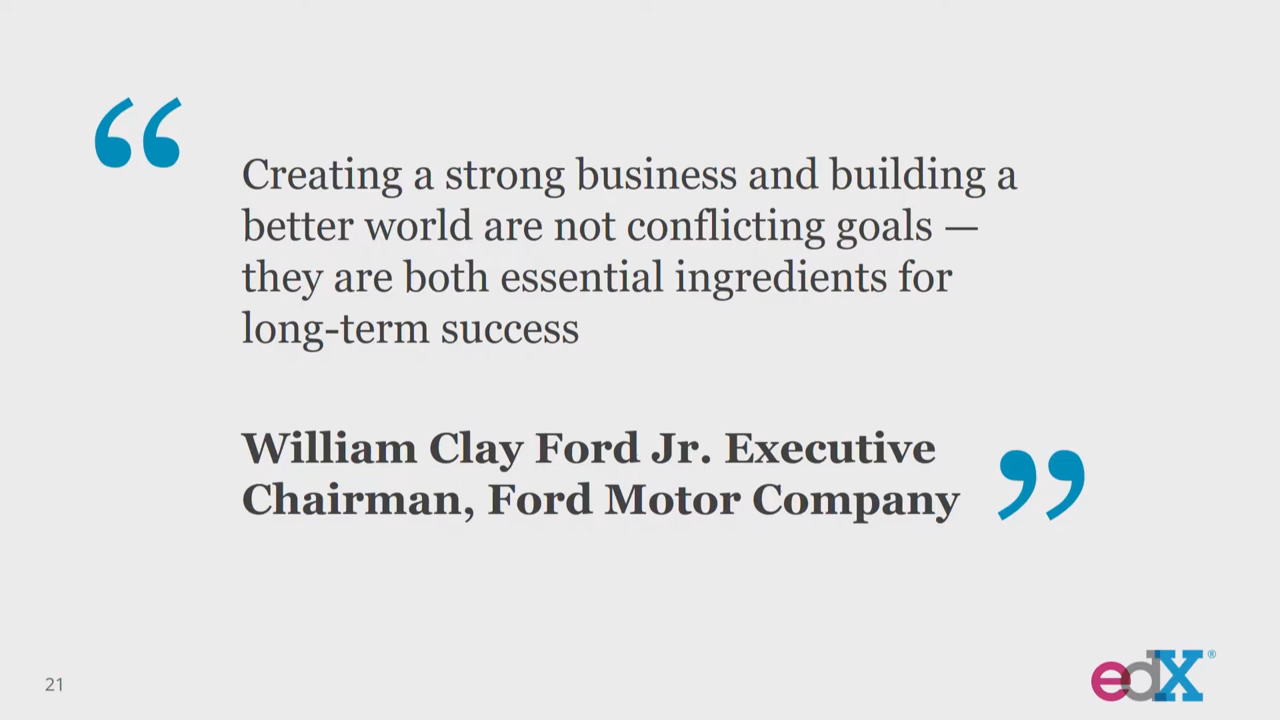 “
Creating a strong business and building a
better world are not conflicting goals —
they are both essential ingredients for
long-term success
William Clay Ford Jr. Executive
Chairman, Ford Motor Company
”
21
edX®